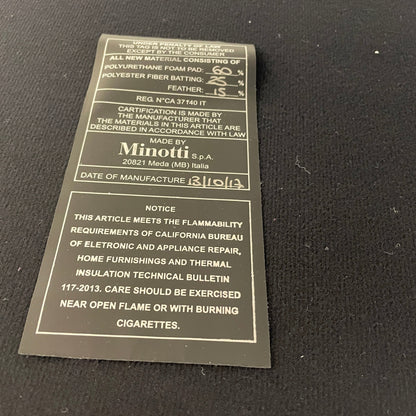 UNDER PENALTY OF LAW
THIS TAG IS NOT TO BE REMOVED
EXCEPT BY THE CONSUMER
ALL NEW MATERIAL CONSISTING OF
POLYURETHANE FOAM PAD: 60 %
POLYESTER FIBER BATTING: 25 %
FEATHER: 15 %
REG. N°CA 37140 IT
CARTIFICATION IS MADE BY
THE MANUFACTURER THAT
THE MATERIALS IN THIS ARTICLE ARE
DESCRIBED IN ACCORDANCE WITH LAW
MADE BY
Minotti S.p.A.
20821 Meda (MB) Italia
DATE OF MANUFACTURE 13/10/17
NOTICE
THIS ARTICLE MEETS THE FLAMMABILITY
REQUIREMENTS OF CALIFORNIA BUREAU
OF ELETRONIC AND APPLIANCE REPAIR,
HOME FURNISHINGS AND THERMAL
INSULATION TECHNICAL BULLETIN
117-2013. CARE SHOULD BE EXERCISED
NEAR OPEN FLAME OR WITH BURNING
CIGARETTES.